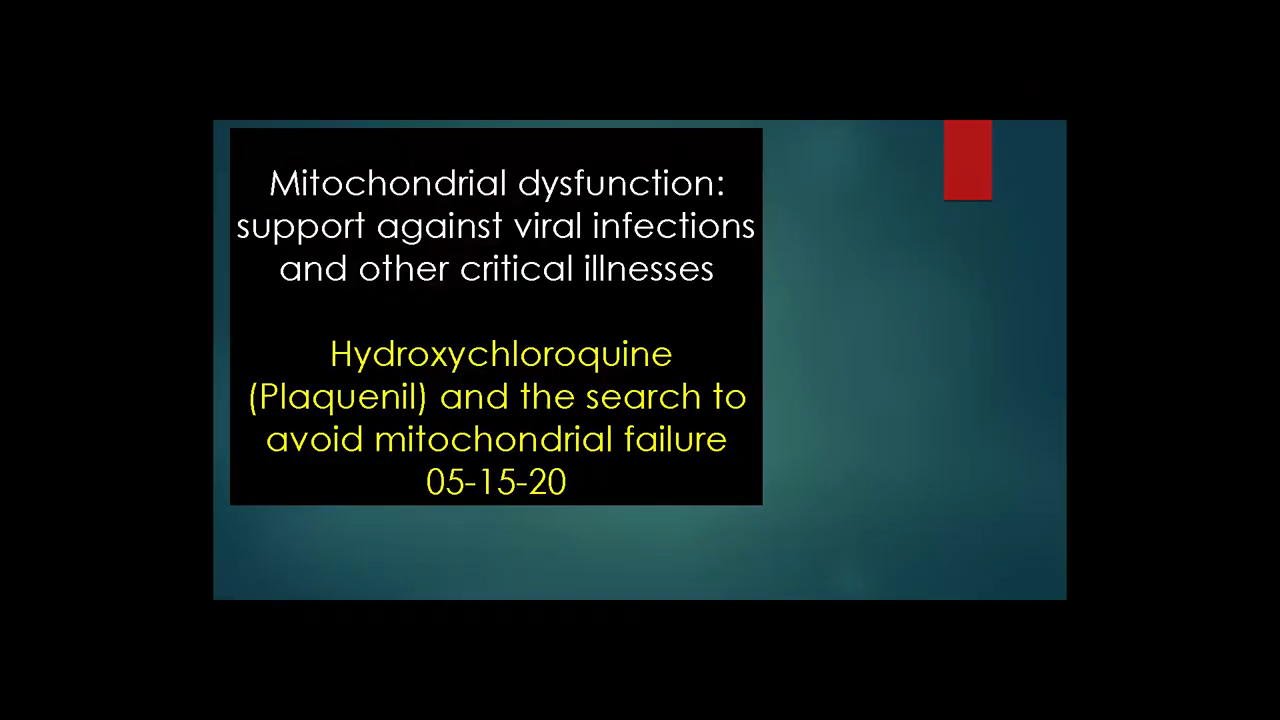 Mitochondrial dysfunction:
support against viral infections
and other critical illnesses
Hydroxychloroquine
(Plaquenil) and the search to
avoid mitochondrial failure
05-15-20